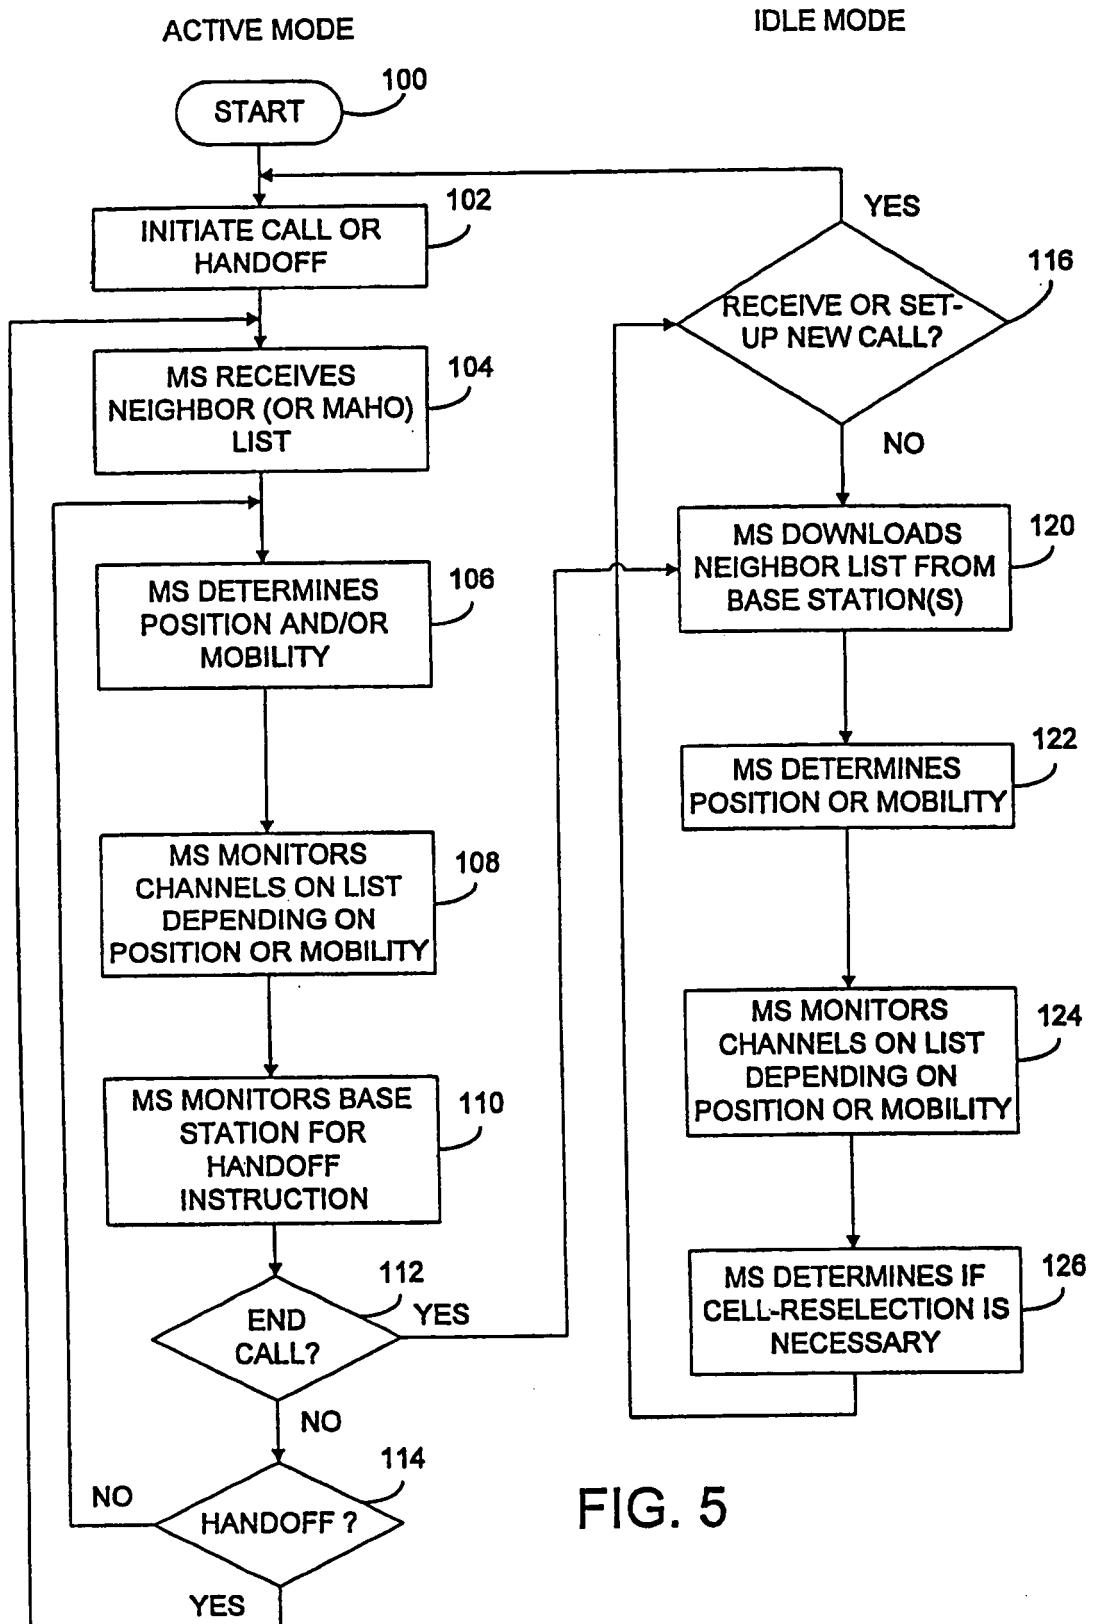 ACTIVE MODE
START
100
INITIATE CALL OR
HANDOFF
102
MS RECEIVES
NEIGHBOR (OR MAHO)
LIST
104
MS DETERMINES
POSITION AND/OR
MOBILITY
106
MS MONITORS
CHANNELS ON LIST
DEPENDING ON
POSITION OR MOBILITY
108
MS MONITORS BASE
STATION FOR
HANDOFF
INSTRUCTION
110
END
CALL?
112
YES
NO
HANDOFF ?
114
NO
YES
IDLE MODE
YES
RECEIVE OR SET-
UP NEW CALL?
116
NO
MS DOWNLOADS
NEIGHBOR LIST FROM
BASE STATION(S)
120
MS DETERMINES
POSITION OR MOBILITY
122
MS MONITORS
CHANNELS ON LIST
DEPENDING ON
POSITION OR MOBILITY
124
MS DETERMINES IF
CELL-RESELECTION IS
NECESSARY
126
FIG. 5